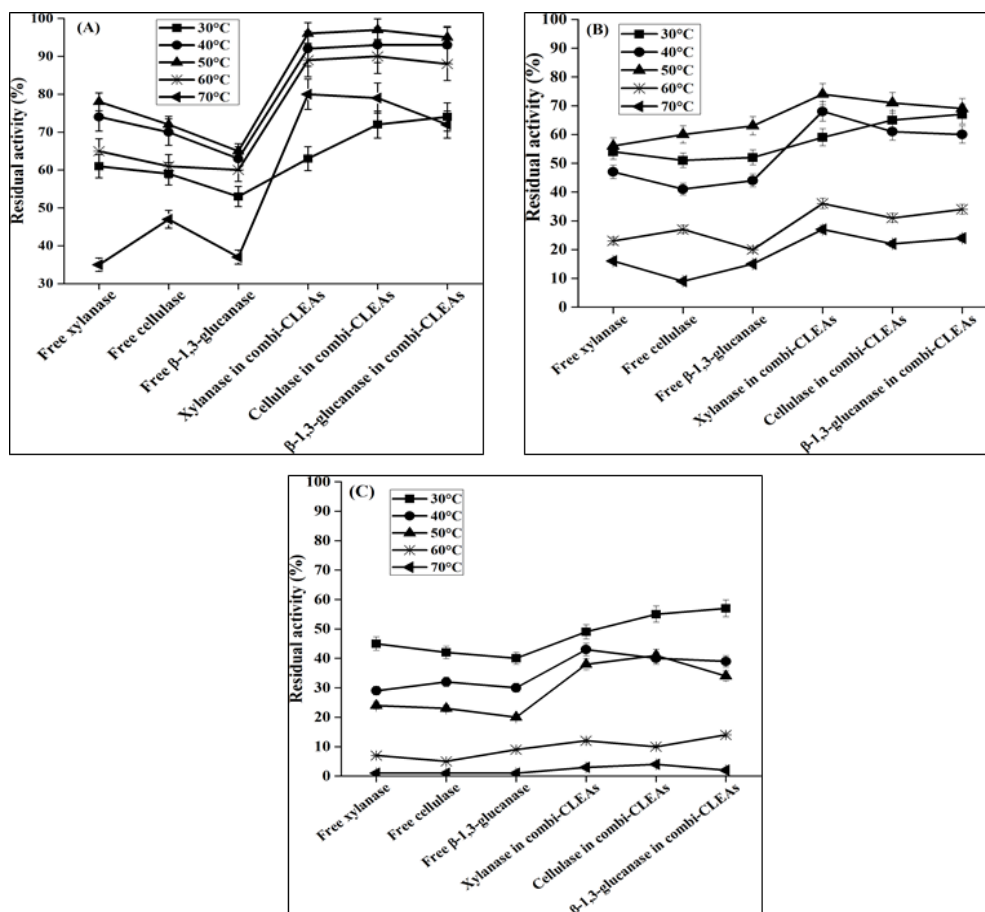 (A)
30°C
40°C
50°C
60°C
70°C
Residual activity (%)
100
90
80
70
60
50
40
30
Free xylanase
Free cellulase
Free β-1,3-glucanase
Xylanase in combi-CLEAs
Cellulase in combi-CLEAs
β-1,3-glucanase in combi-CLEAs
(B)
30°C
40°C
50°C
60°C
70°C
Residual activity (%)
100
90
80
70
60
50
40
30
20
10
0
Free xylanase
Free cellulase
Free β-1,3-glucanase
Xylanase in combi-CLEAs
Cellulase in combi-CLEAs
β-1,3-glucanase in combi-CLEAs
(C)
30°C
40°C
50°C
60°C
70°C
Residual activity (%)
100
90
80
70
60
50
40
30
20
10
0
Free xylanase
Free cellulase
Free β-1,3-glucanase
Xylanase in combi-CLEAs
Cellulase in combi-CLEAs
β-1,3-glucanase in combi-CLEAs